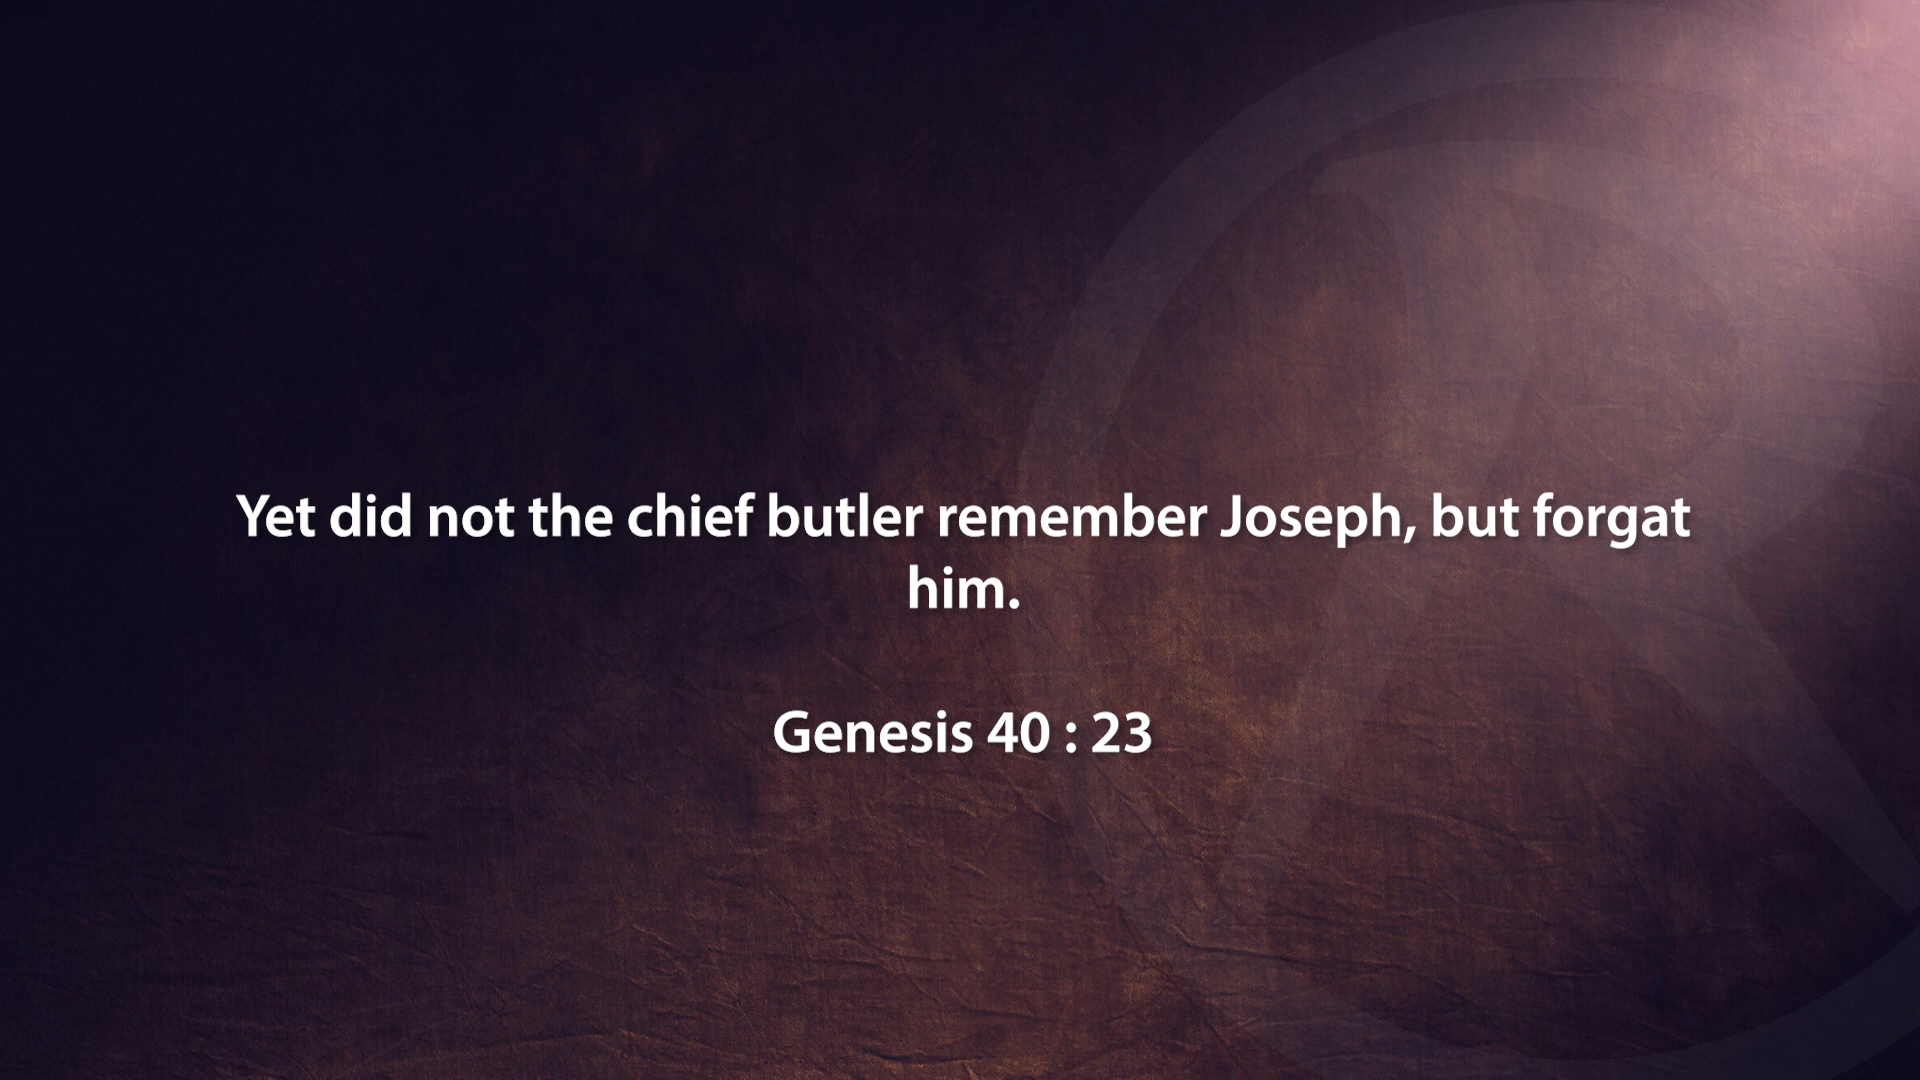 Yet did not the chief butler remember Joseph, but forgat
him.
Genesis 40 : 23